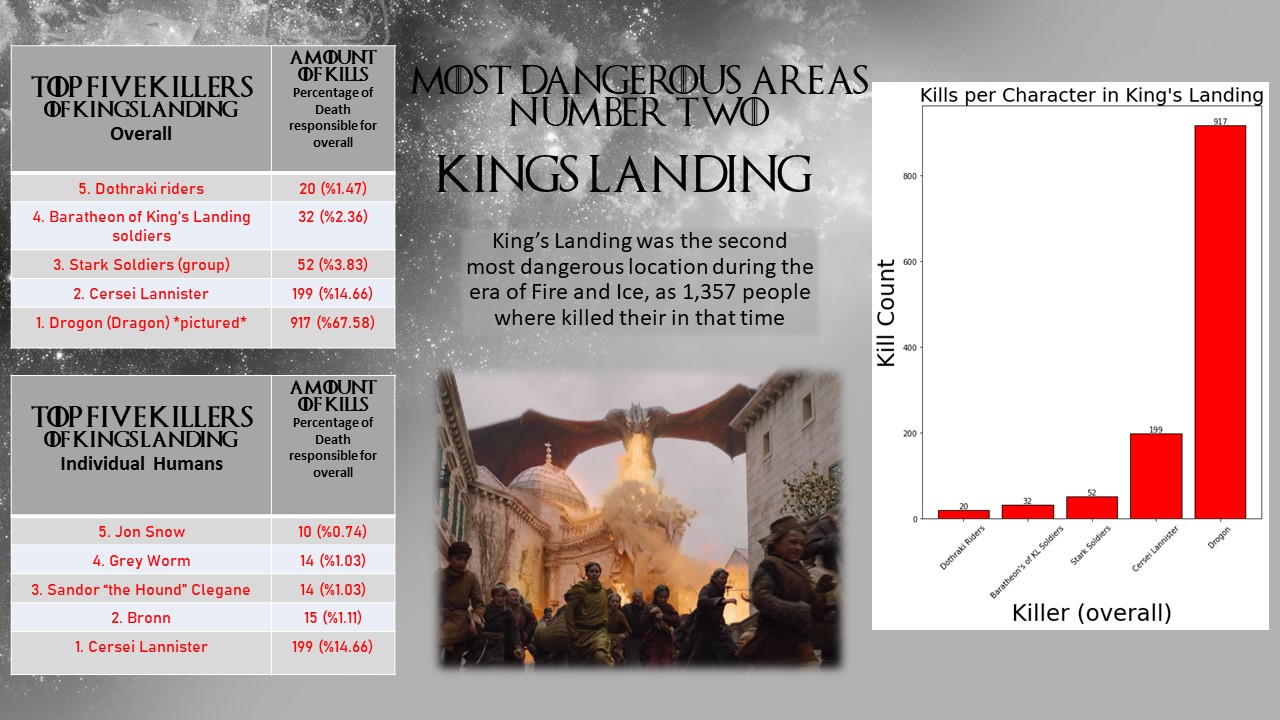 TOP FIVE KILLERS
OF KINGS LANDING
Overall
AMOUNT
OF KILLS
Percentage of
Death
responsible for
overall
5. Dothraki riders
20 (%1.47)
4. Baratheon of King's Landing
soldiers
32 (%2.36)
3. Stark Soldiers (group)
52 (%3.83)
2. Cersei Lannister
199 (%14.66)
1. Drogon (Dragon) *pictured*
917 (%67.58)
TOP FIVE KILLERS
OF KINGS LANDING
Individual Humans
AMOUNT
OF KILLS
Percentage of
Death
responsible for
overall
5. Jon Snow
10 (%0.74)
4. Grey Worm
14 (%1.03)
3. Sandor “the Hound” Clegane
14 (%1.03)
2. Bronn
15 (%1.11)
1. Cersei Lannister
199 (%14.66)
MOST DANGEROUS AREAS
NUMBER TWO
KINGS LANDING
King’s Landing was the second
most dangerous location during the
era of Fire and Ice, as 1,357 people
where killed their in that time
Kills per Character in King's Landing
Kill Count
800
600
400
200
0
20
32
52
199
917
Dothraki Riders
Baratheon's of KL Soldiers
Stark Soldiers
Cersei Lannister
Drogon
Killer (overall)